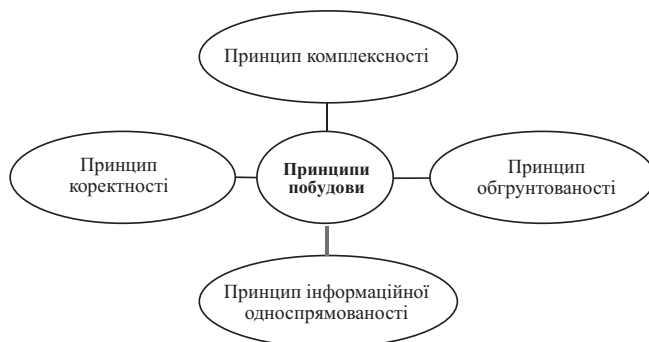 Принцип комплексності
Принцип
коректності
Принципи
побудови
Принцип
обгрунтованості
Принцип інформаційної
односпрямованості